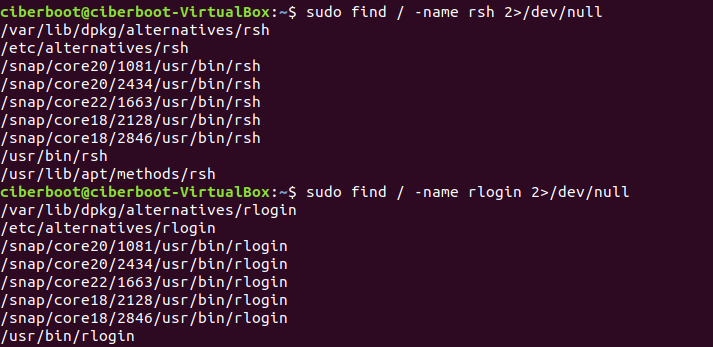 ciberboot@ciberboot-VirtualBox:~$ sudo find / -name rsh 2>/dev/null
/var/lib/dpkg/alternatives/rsh
/etc/alternatives/rsh
/snap/core20/1081/usr/bin/rsh
/snap/core20/2434/usr/bin/rsh
/snap/core22/1663/usr/bin/rsh
/snap/core18/2128/usr/bin/rsh
/snap/core18/2846/usr/bin/rsh
/usr/bin/rsh
/usr/lib/apt/methods/rsh
ciberboot@ciberboot-VirtualBox:~$ sudo find / -name rlogin 2>/dev/null
/var/lib/dpkg/alternatives/rlogin
/etc/alternatives/rlogin
/snap/core20/1081/usr/bin/rlogin
/snap/core20/2434/usr/bin/rlogin
/snap/core22/1663/usr/bin/rlogin
/snap/core18/2128/usr/bin/rlogin
/snap/core18/2846/usr/bin/rlogin
/usr/bin/rlogin